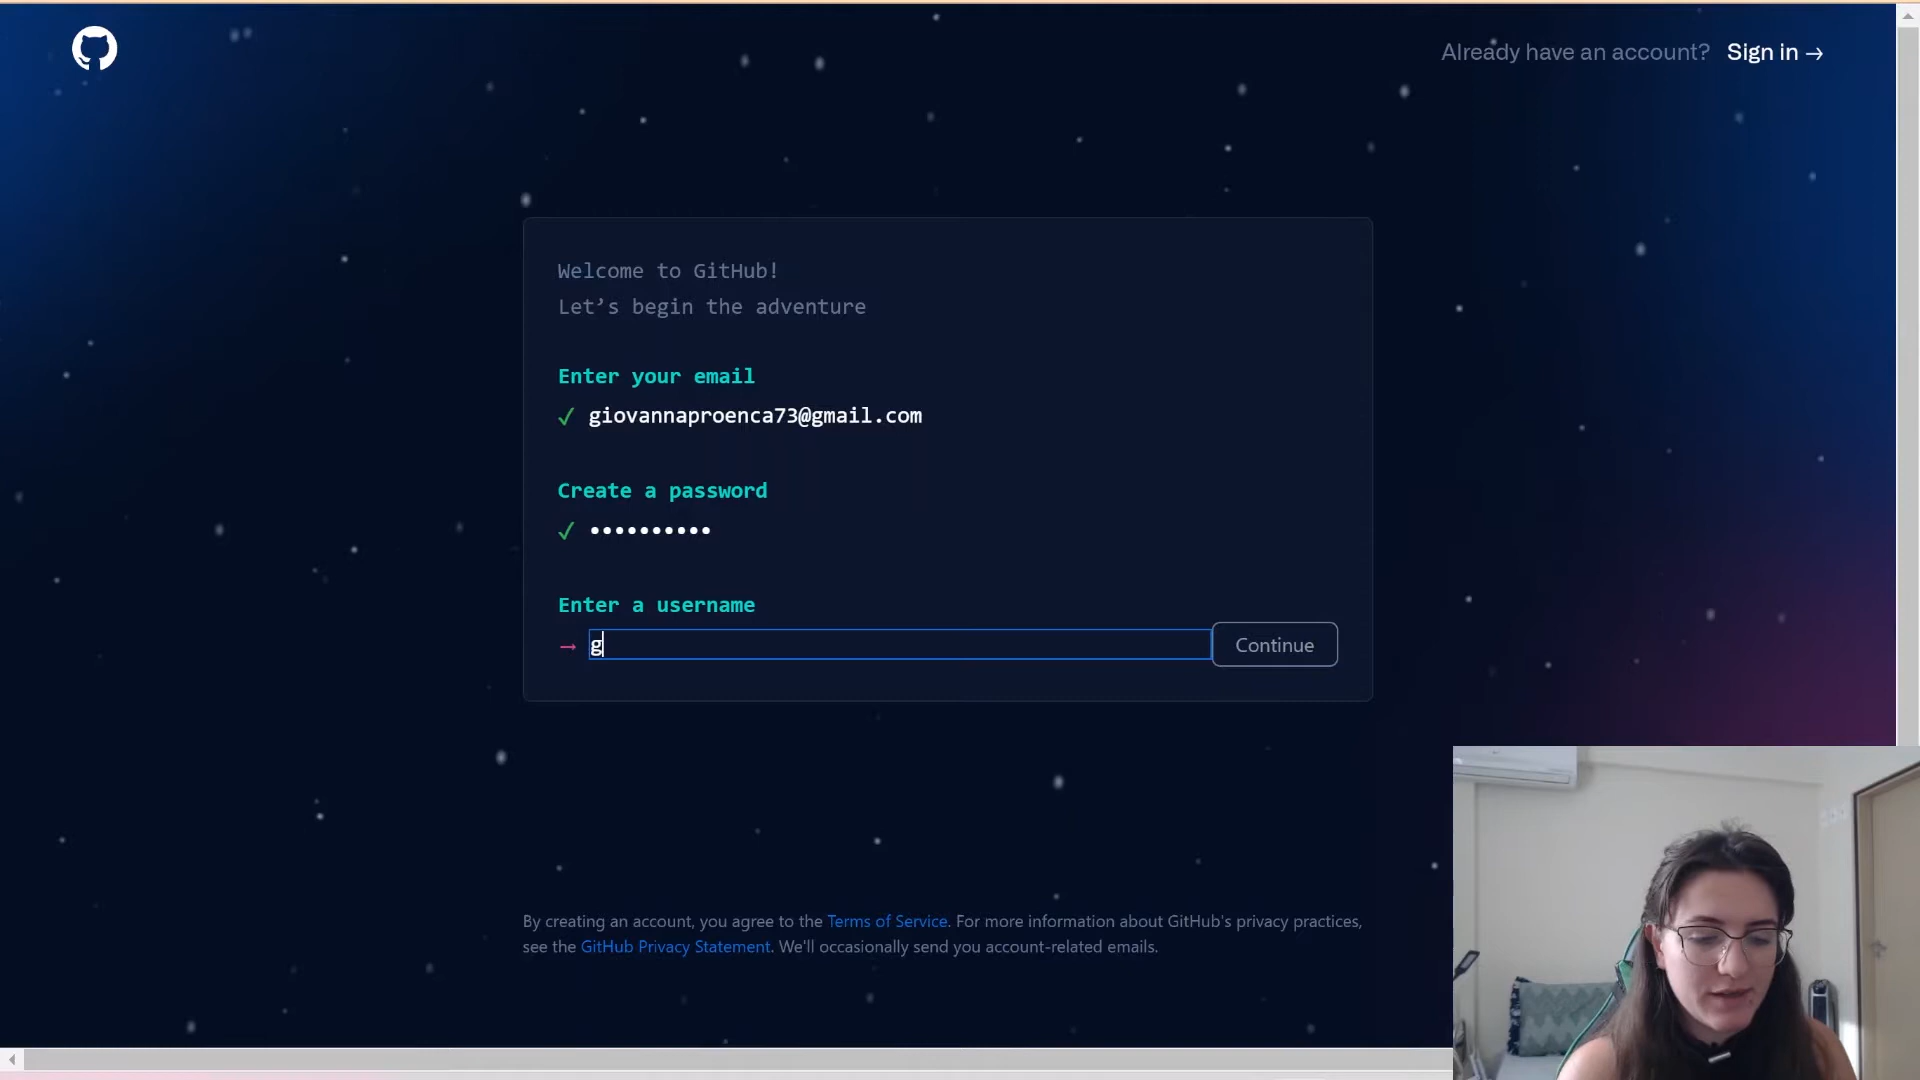 Already have an account? Sign in →
Welcome to GitHub!
Let’s begin the adventure
Enter your email
✓ giovannaproenca73@gmail.com
Create a password
✓ ••••••••••
Enter a username
→ g
Continue
By creating an account, you agree to the Terms of Service. For more information about GitHub's privacy practices,
see the GitHub Privacy Statement. We'll occasionally send you account-related emails.